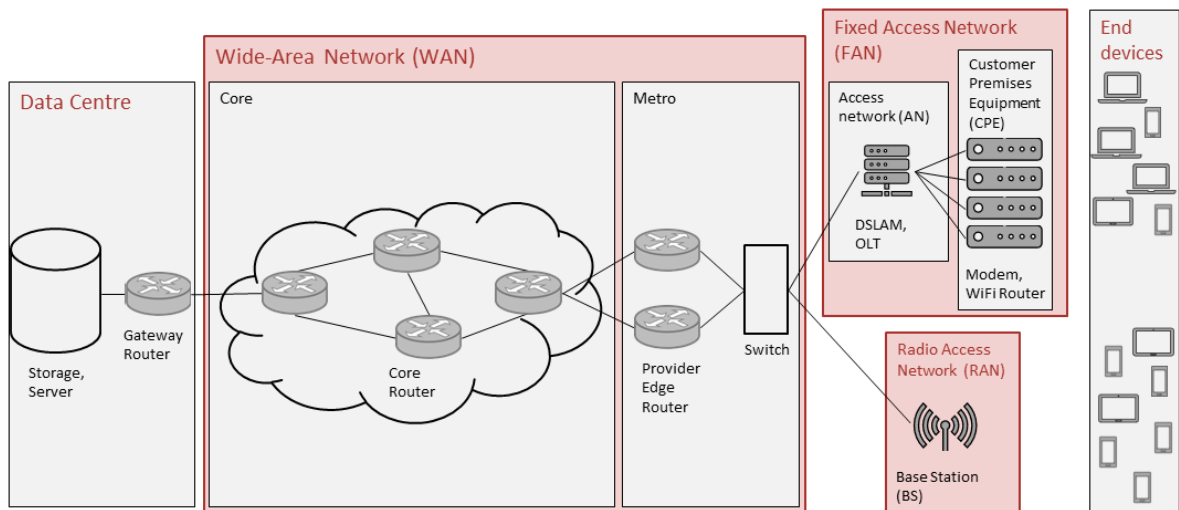 Data Centre
Storage,
Server
Gateway
Router
Wide-Area Network (WAN)
Core
Core
Router
Metro
Provider
Edge
Router
Switch
Fixed Access Network
(FAN)
Access
network (AN)
DSLAM,
OLT
Customer
Premises
Equipment
(CPE)
Modem,
WiFi Router
Radio Access
Network (RAN)
Base Station
(BS)
End
devices